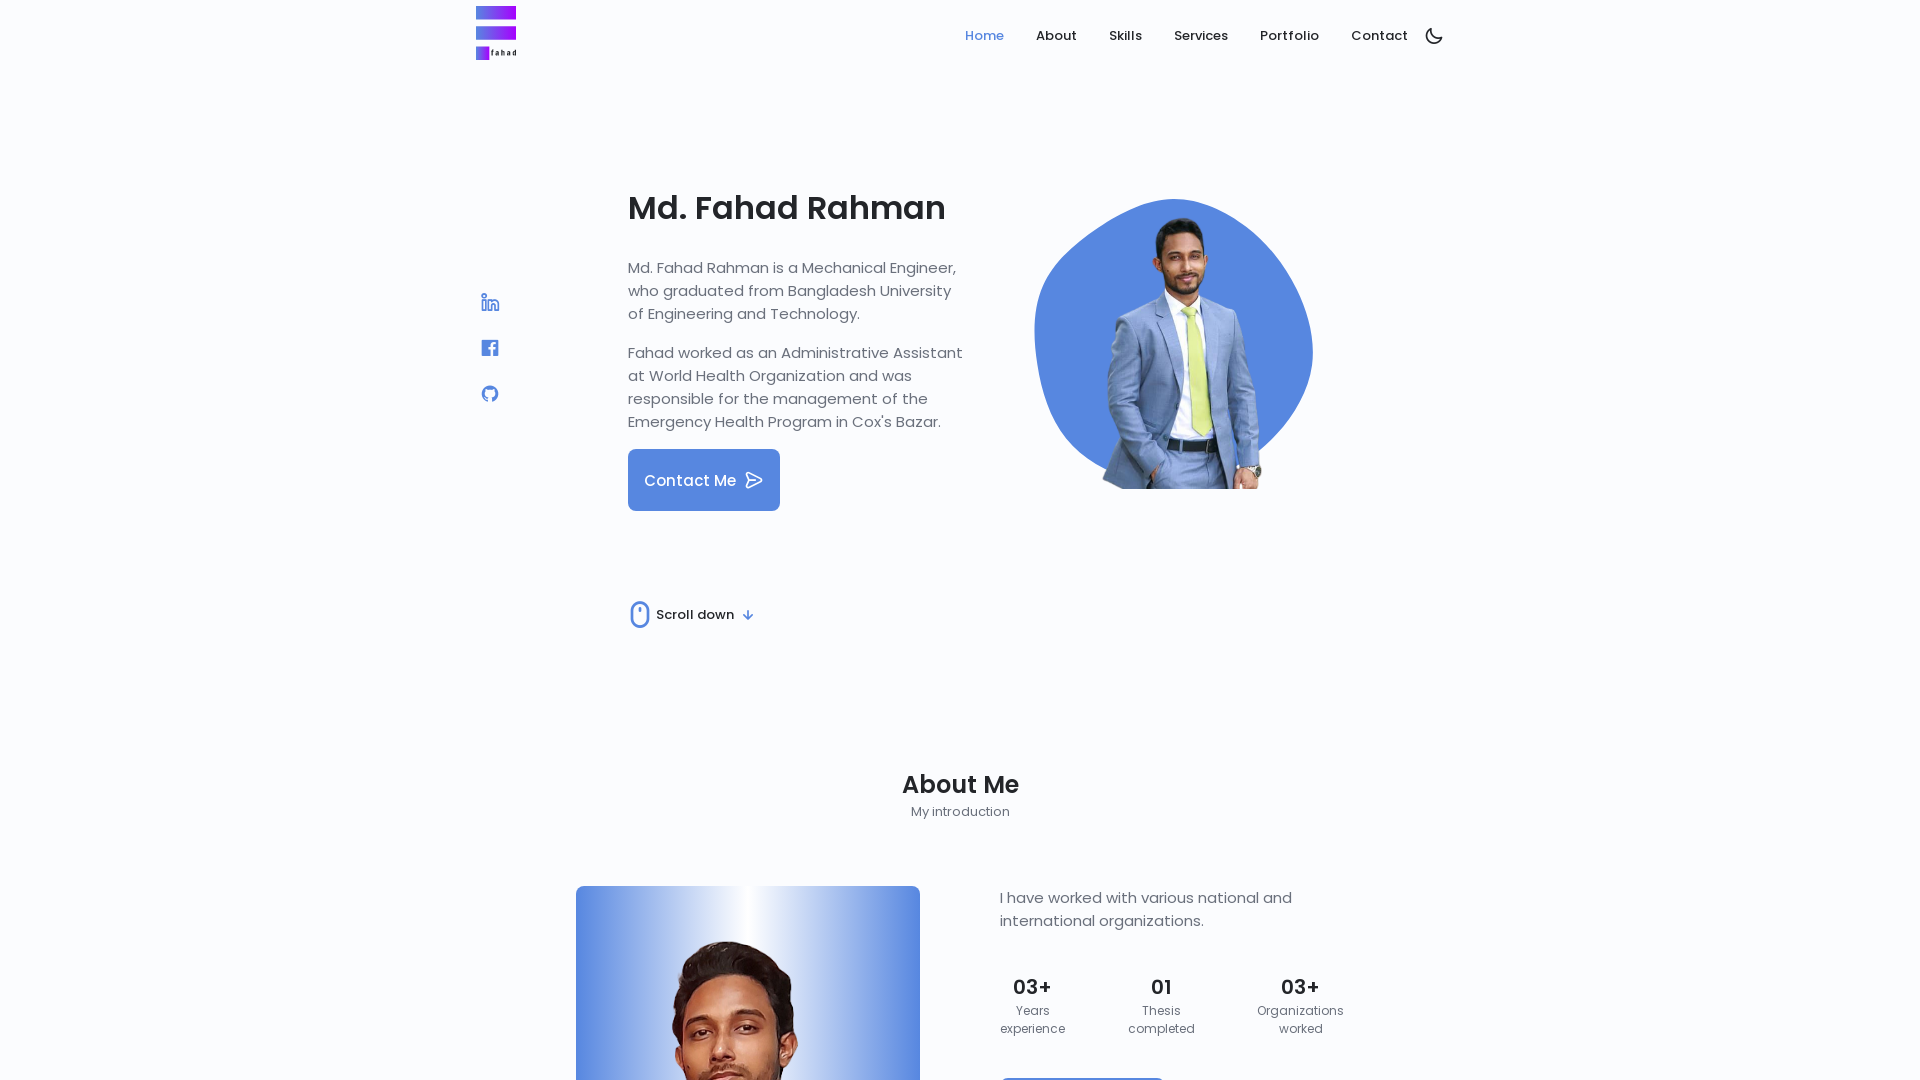 fahad
Home
About
Skills
Services
Portfolio
Contact
Md. Fahad Rahman
Md. Fahad Rahman is a Mechanical Engineer,
who graduated from Bangladesh University
of Engineering and Technology.
Fahad worked as an Administrative Assistant
at World Health Organization and was
responsible for the management of the
Emergency Health Program in Cox's Bazar.
Contact Me
Scroll down
About Me
My introduction
I have worked with various national and
international organizations.
03+
Years
experience
01
Thesis
completed
03+
Organizations
worked